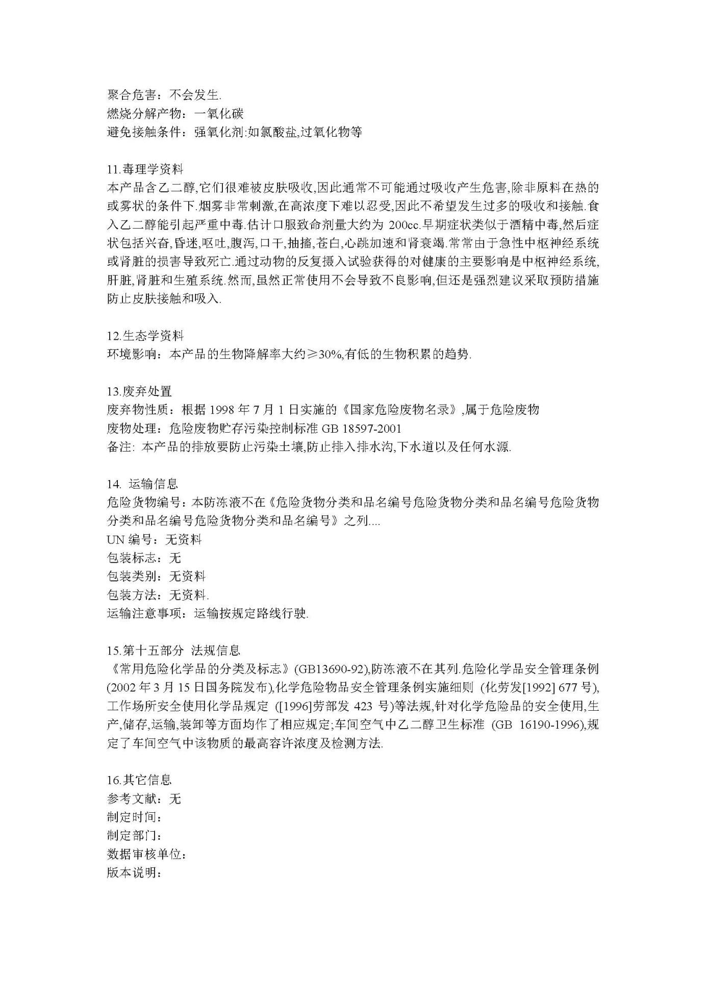 聚合危害：不会发生.
燃烧分解产物：一氧化碳
避免接触条件：强氧化剂:如氯酸盐,过氧化物等
11.毒理学资料
本产品含乙二醇,它们很难被皮肤吸收,因此通常不可能通过吸收产生危害,除非原料在热的
或雾状的条件下.烟雾非常刺激,在高浓度下难以忍受,因此不希望发生过多的吸收和接触.食
入乙二醇能引起严重中毒.估计口服致命剂量大约为 200cc.早期症状类似于酒精中毒,然后症
状包括兴奋,昏迷,呕吐,腹泻,口干,抽搐,苍白,心跳加速和肾衰竭.常常由于急性中枢神经系统
或肾脏的损害导致死亡.通过动物的反复摄入试验获得的对健康的主要影响是中枢神经系统,
肝脏,肾脏和生殖系统.然而,虽然正常使用不会导致不良影响,但还是强烈建议采取预防措施
防止皮肤接触和吸入.
12.生态学资料
环境影响：本产品的生物降解率大约≥30%,有低的生物积累的趋势.
13.废弃处置
废弃物性质：根据 1998 年 7 月 1 日实施的《国家危险废物名录》,属于危险废物
废物处理：危险废物贮存污染控制标准 GB 18597-2001
备注: 本产品的排放要防止污染土壤,防止排入排水沟,下水道以及任何水源.
14. 运输信息
危险货物编号：本防冻液不在《危险货物分类和品名编号危险货物分类和品名编号危险货物
分类和品名编号危险货物分类和品名编号》之列....
UN 编号：无资料
包装标志：无
包装类别：无资料
包装方法：无资料.
运输注意事项：运输按规定路线行驶.
15.第十五部分 法规信息
《常用危险化学品的分类及标志》(GB13690-92),防冻液不在其列.危险化学品安全管理条例
(2002 年 3 月 15 日国务院发布),化学危险物品安全管理条例实施细则 (化劳发[1992] 677 号),
工作场所安全使用化学品规定 ([1996]劳部发 423 号)等法规,针对化学危险品的安全使用,生
产,储存,运输,装卸等方面均作了相应规定;车间空气中乙二醇卫生标准 (GB 16190-1996),规
定了车间空气中该物质的最高容许浓度及检测方法.
16.其它信息
参考文献：无
制定时间：
制定部门：
数据审核单位：
版本说明：